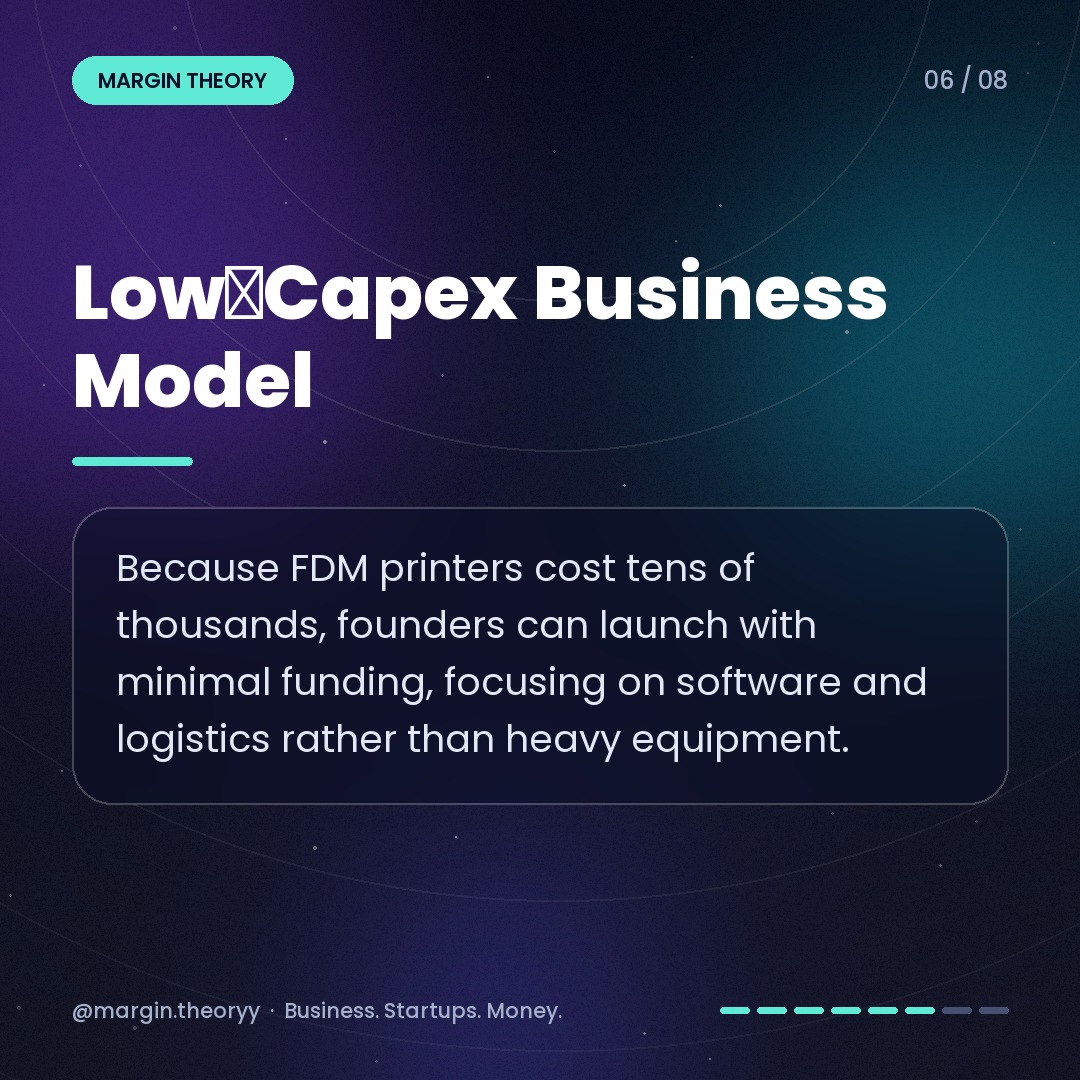 MARGIN THEORY
06 / 08
Low☒Capex Business
Model
Because FDM printers cost tens of
thousands, founders can launch with
minimal funding, focusing on software and
logistics rather than heavy equipment.
@margin.theoryy · Business. Startups. Money.